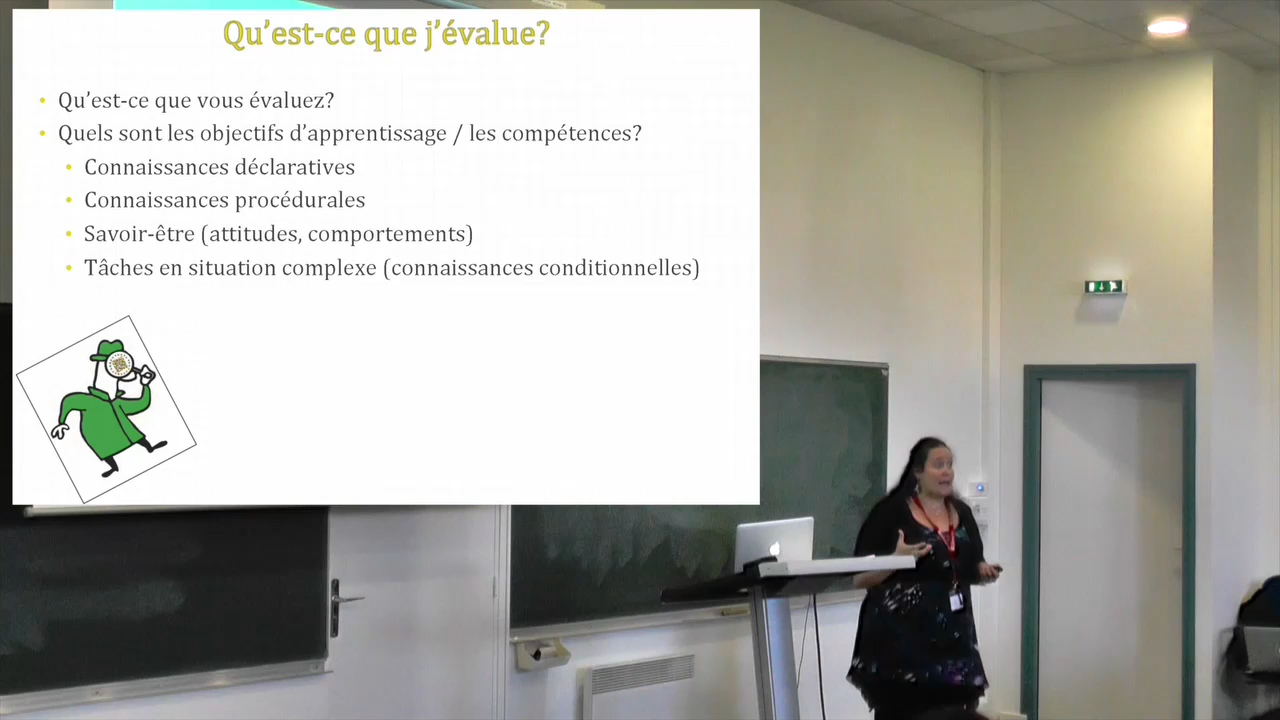 Qu’est-ce que j’évalue?
• Qu’est-ce que vous évaluez?
• Quels sont les objectifs d’apprentissage / les compétences?
• Connaissances déclaratives
• Connaissances procédurales
• Savoir-être (attitudes, comportements)
• Tâches en situation complexe (connaissances conditionnelles)